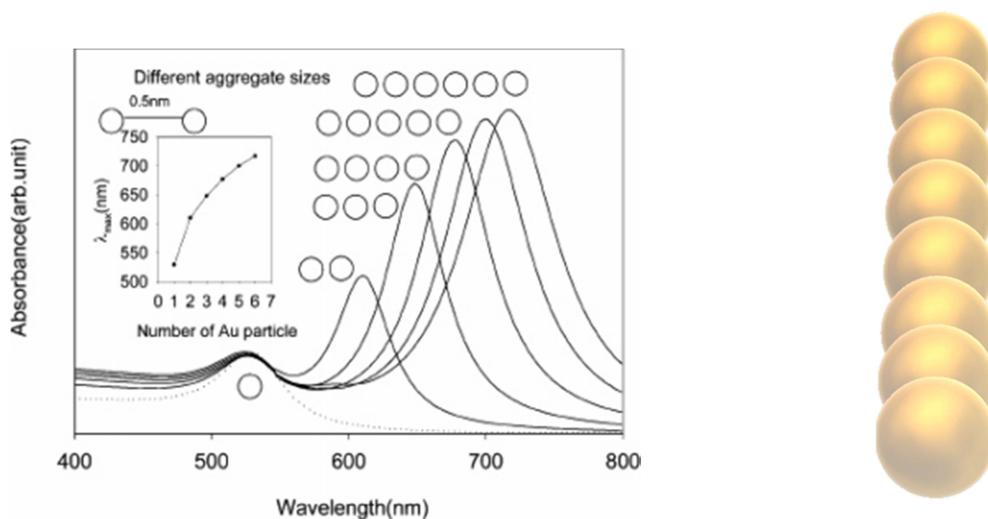 Different aggregate sizes
0.5nm
750
700
650
600
550
500
λmax(nm)
0 1 2 3 4 5 6 7
Number of Au particle
Absorbance(arb.unit)
400 500 600 700 800
Wavelength(nm)